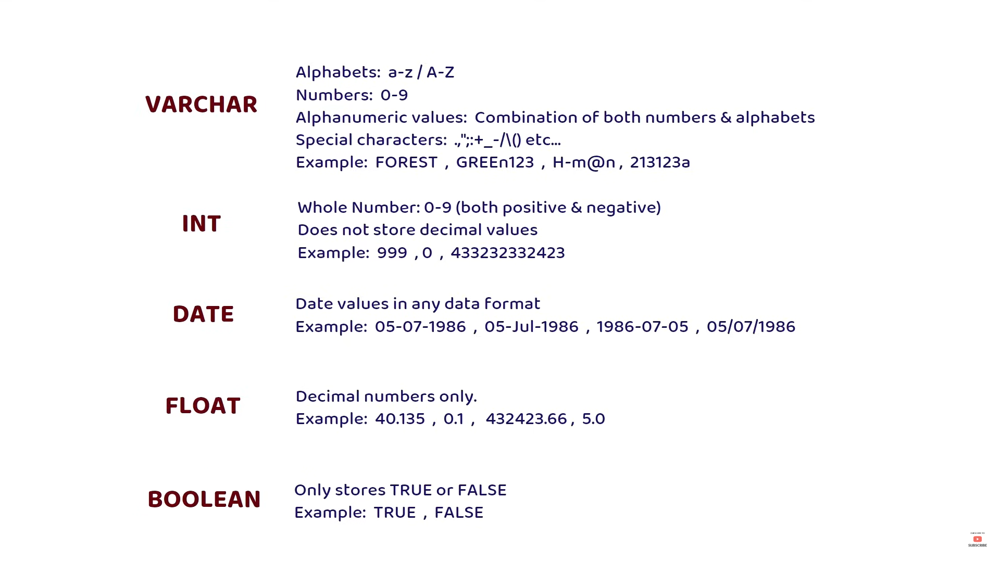 VARCHAR
Alphabets: a-z / A-Z
Numbers: 0-9
Alphanumeric values: Combination of both numbers & alphabets
Special characters: .,";:+_-/\() etc...
Example: FOREST , GREEn123 , H-m@n , 213123a
INT
Whole Number: 0-9 (both positive & negative)
Does not store decimal values
Example: 999 , 0 , 433232332423
DATE
Date values in any data format
Example: 05-07-1986 , 05-Jul-1986 , 1986-07-05 , 05/07/1986
FLOAT
Decimal numbers only.
Example: 40.135 , 0.1 , 432423.66 , 5.0
BOOLEAN
Only stores TRUE or FALSE
Example: TRUE , FALSE
CLICK HERE TO
SUBSCRIBE